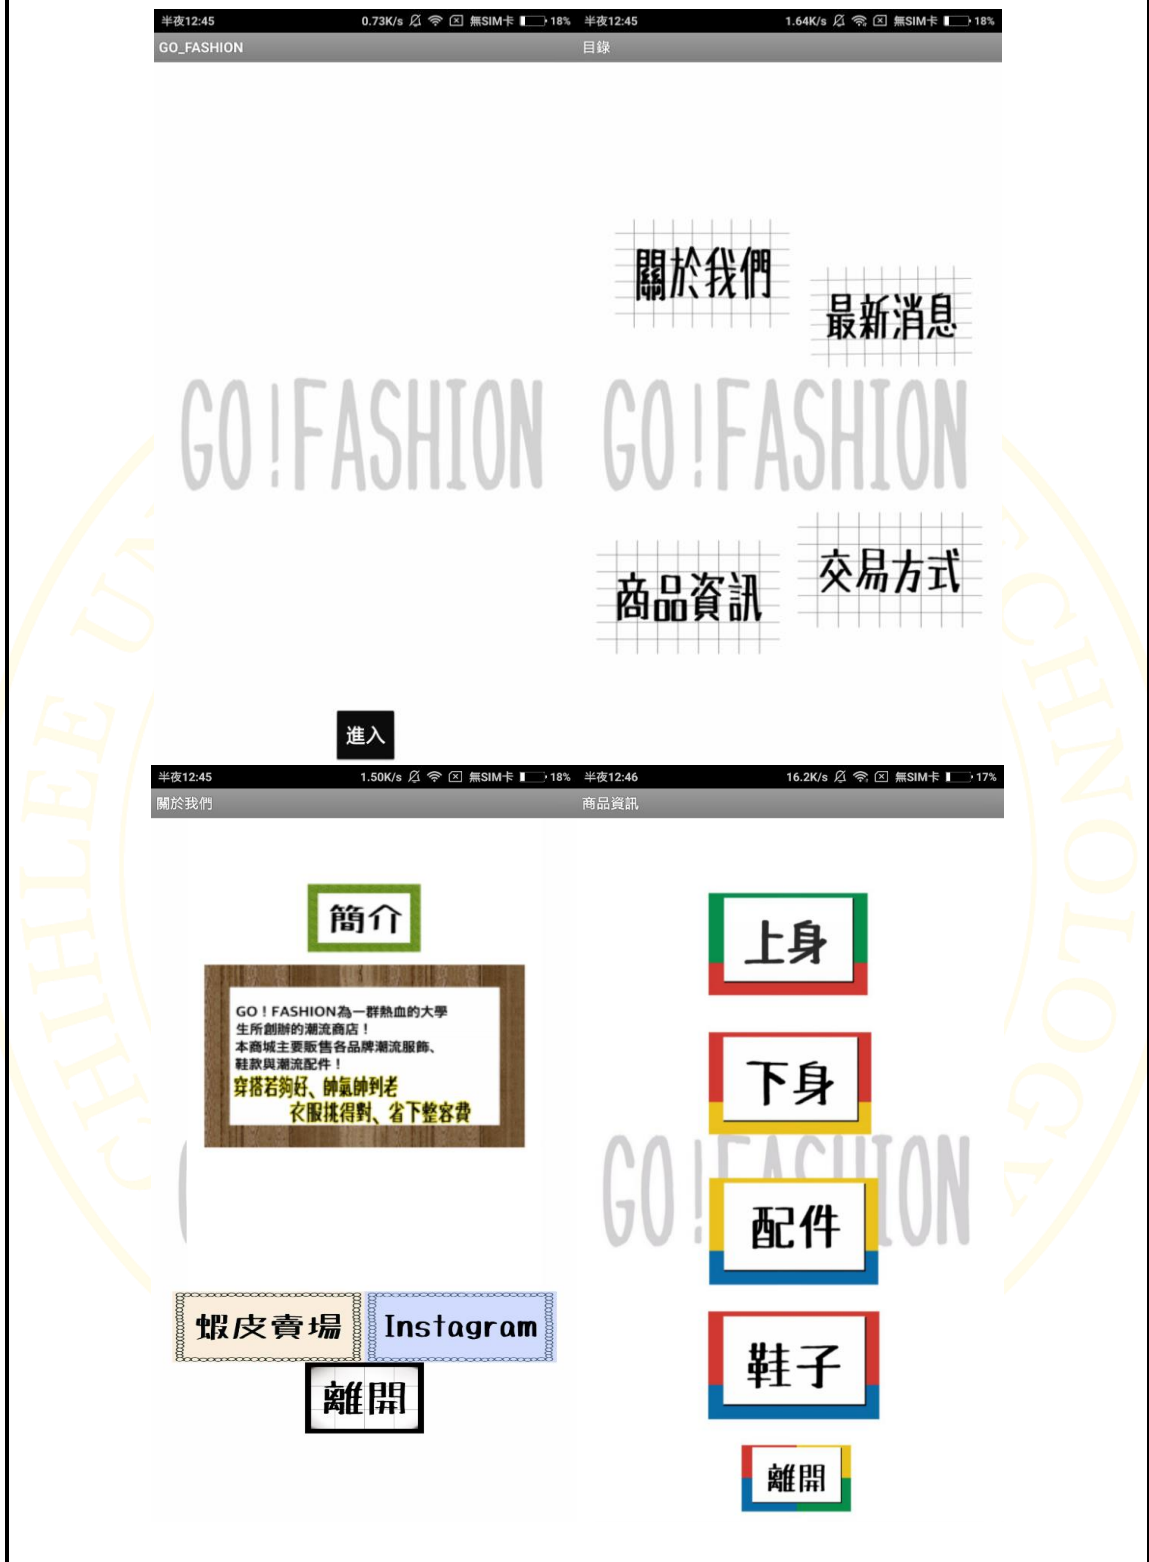 半夜12:45 0.73K/s 無SIM卡 18%
GO_FASHION
GO!FASHION
進入
半夜12:45 1.64K/s 無SIM卡 18%
目錄
關於我們
最新消息
GO!FASHION
商品資訊
交易方式
半夜12:45 1.50K/s 無SIM卡 18%
關於我們
簡介
GO！FASHION為一群熱血的大學
生所創辦的潮流商店！
本商城主要販售各品牌潮流服飾、
鞋款與潮流配件！
穿搭若夠好、帥氣帥到老
衣服挑得對、省下整容費
蝦皮賣場
Instagram
離開
半夜12:46 16.2K/s 無SIM卡 17%
商品資訊
上身
下身
GO!FASHION
配件
鞋子
離開